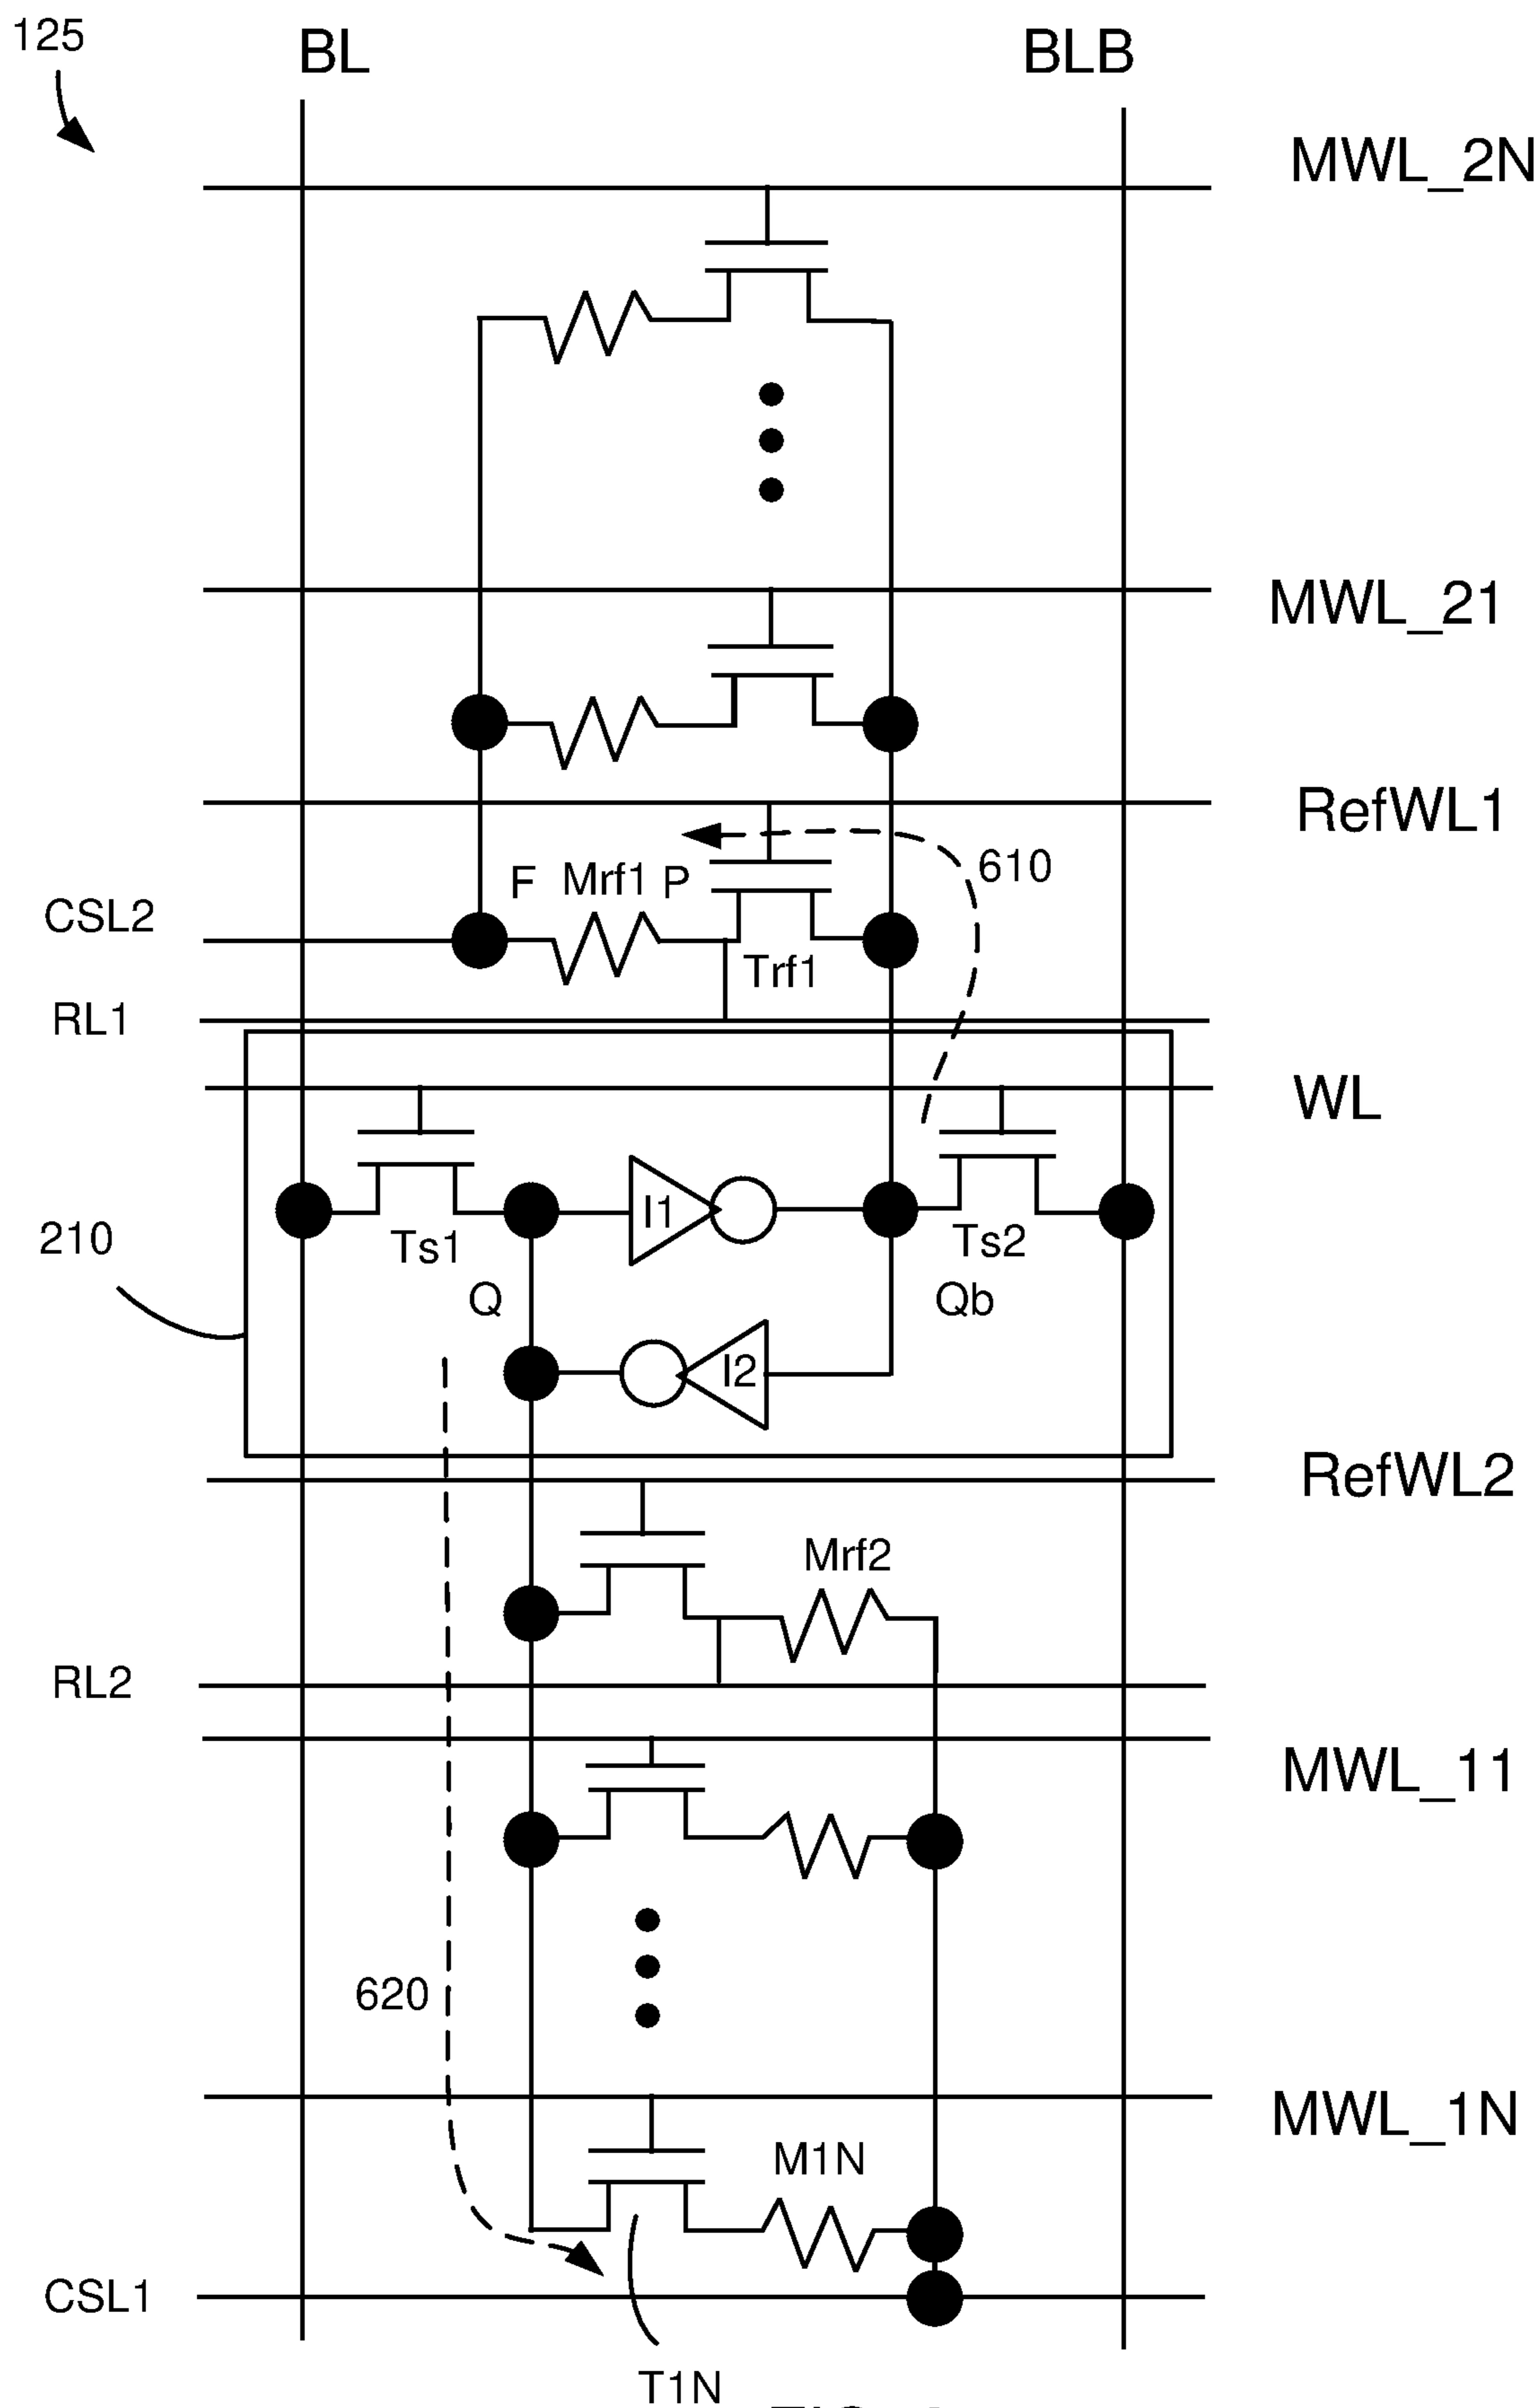 125
BL
BLB
MWL_2N
MWL_21
RefWL1
610
F Mrf1 P
CSL2
Trf1
RL1
WL
I1
210
Ts1
Ts2
Q
Qb
I2
RefWL2
Mrf2
RL2
MWL_11
620
MWL_1N
M1N
CSL1
T1N